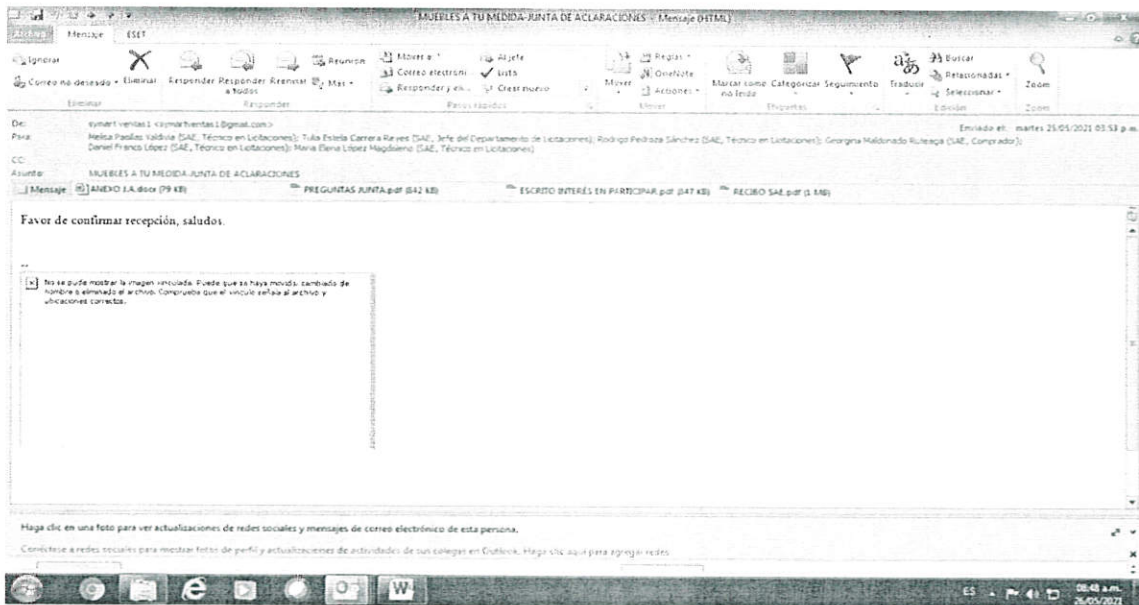 MUEBLES A TU MEDIDA-JUNTA DE ACLARACIONES - Mensaje (HTML)
ARCHIVO Mensaje ESET
Ignorar
Correo no deseado
Eliminar
Responder
Responder a todos
Reenviar
Reunión
Más
Mover a: ?
Correo electróni...
Responder y eli...
Al jefe
Listo
Crear nuevo
Mover
Reglas
OneNote
Acciones
Marcar como no leído
Categorizar
Seguimiento
Traducir
Buscar
Relacionadas
Seleccionar
Zoom
Eliminar Responder Pasos rápidos Mover Etiquetas Edición Zoom
De: symart ventas1 <symartventas1@gmail.com>
Enviado el: martes 25/05/2021 03:53 p.m.
Para: Melisa Pasillas Valdivia (SAE, Técnico en Licitaciones); Tulia Estela Carrera Reyes (SAE, Jefe del Departamento de Licitaciones); Rodrigo Pedroza Sánchez (SAE, Técnico en Licitaciones); Georgina Maldonado (SAE, Comprador);
Daniel Franco López (SAE, Técnico en Licitaciones); Maria Elena López Magdaleno (SAE, Técnico en Licitaciones)
CC:
Asunto: MUEBLES A TU MEDIDA-JUNTA DE ACLARACIONES
Mensaje ANEXO J.A.docx (79 KB) PREGUNTAS JUNTA.pdf (842 KB) ESCRITO INTERÉS EN PARTICIPAR.pdf (847 KB) RECIBO SAE.pdf (1 MB)
Favor de confirmar recepción, saludos.
--
No se puede mostrar la imagen vinculada. Puede que se haya movido, cambiado de
nombre o eliminado el archivo. Compruebe que el vínculo señala al archivo y
ubicaciones correctos.
Haga clic en una foto para ver actualizaciones de redes sociales y mensajes de correo electrónico de esta persona.
Conéctese a redes sociales para mostrar fotos de perfil y actualizaciones de actividades de sus colegas en Outlook. Haga clic aquí para agregar redes
ES
08:48 a.m.
26/05/2021